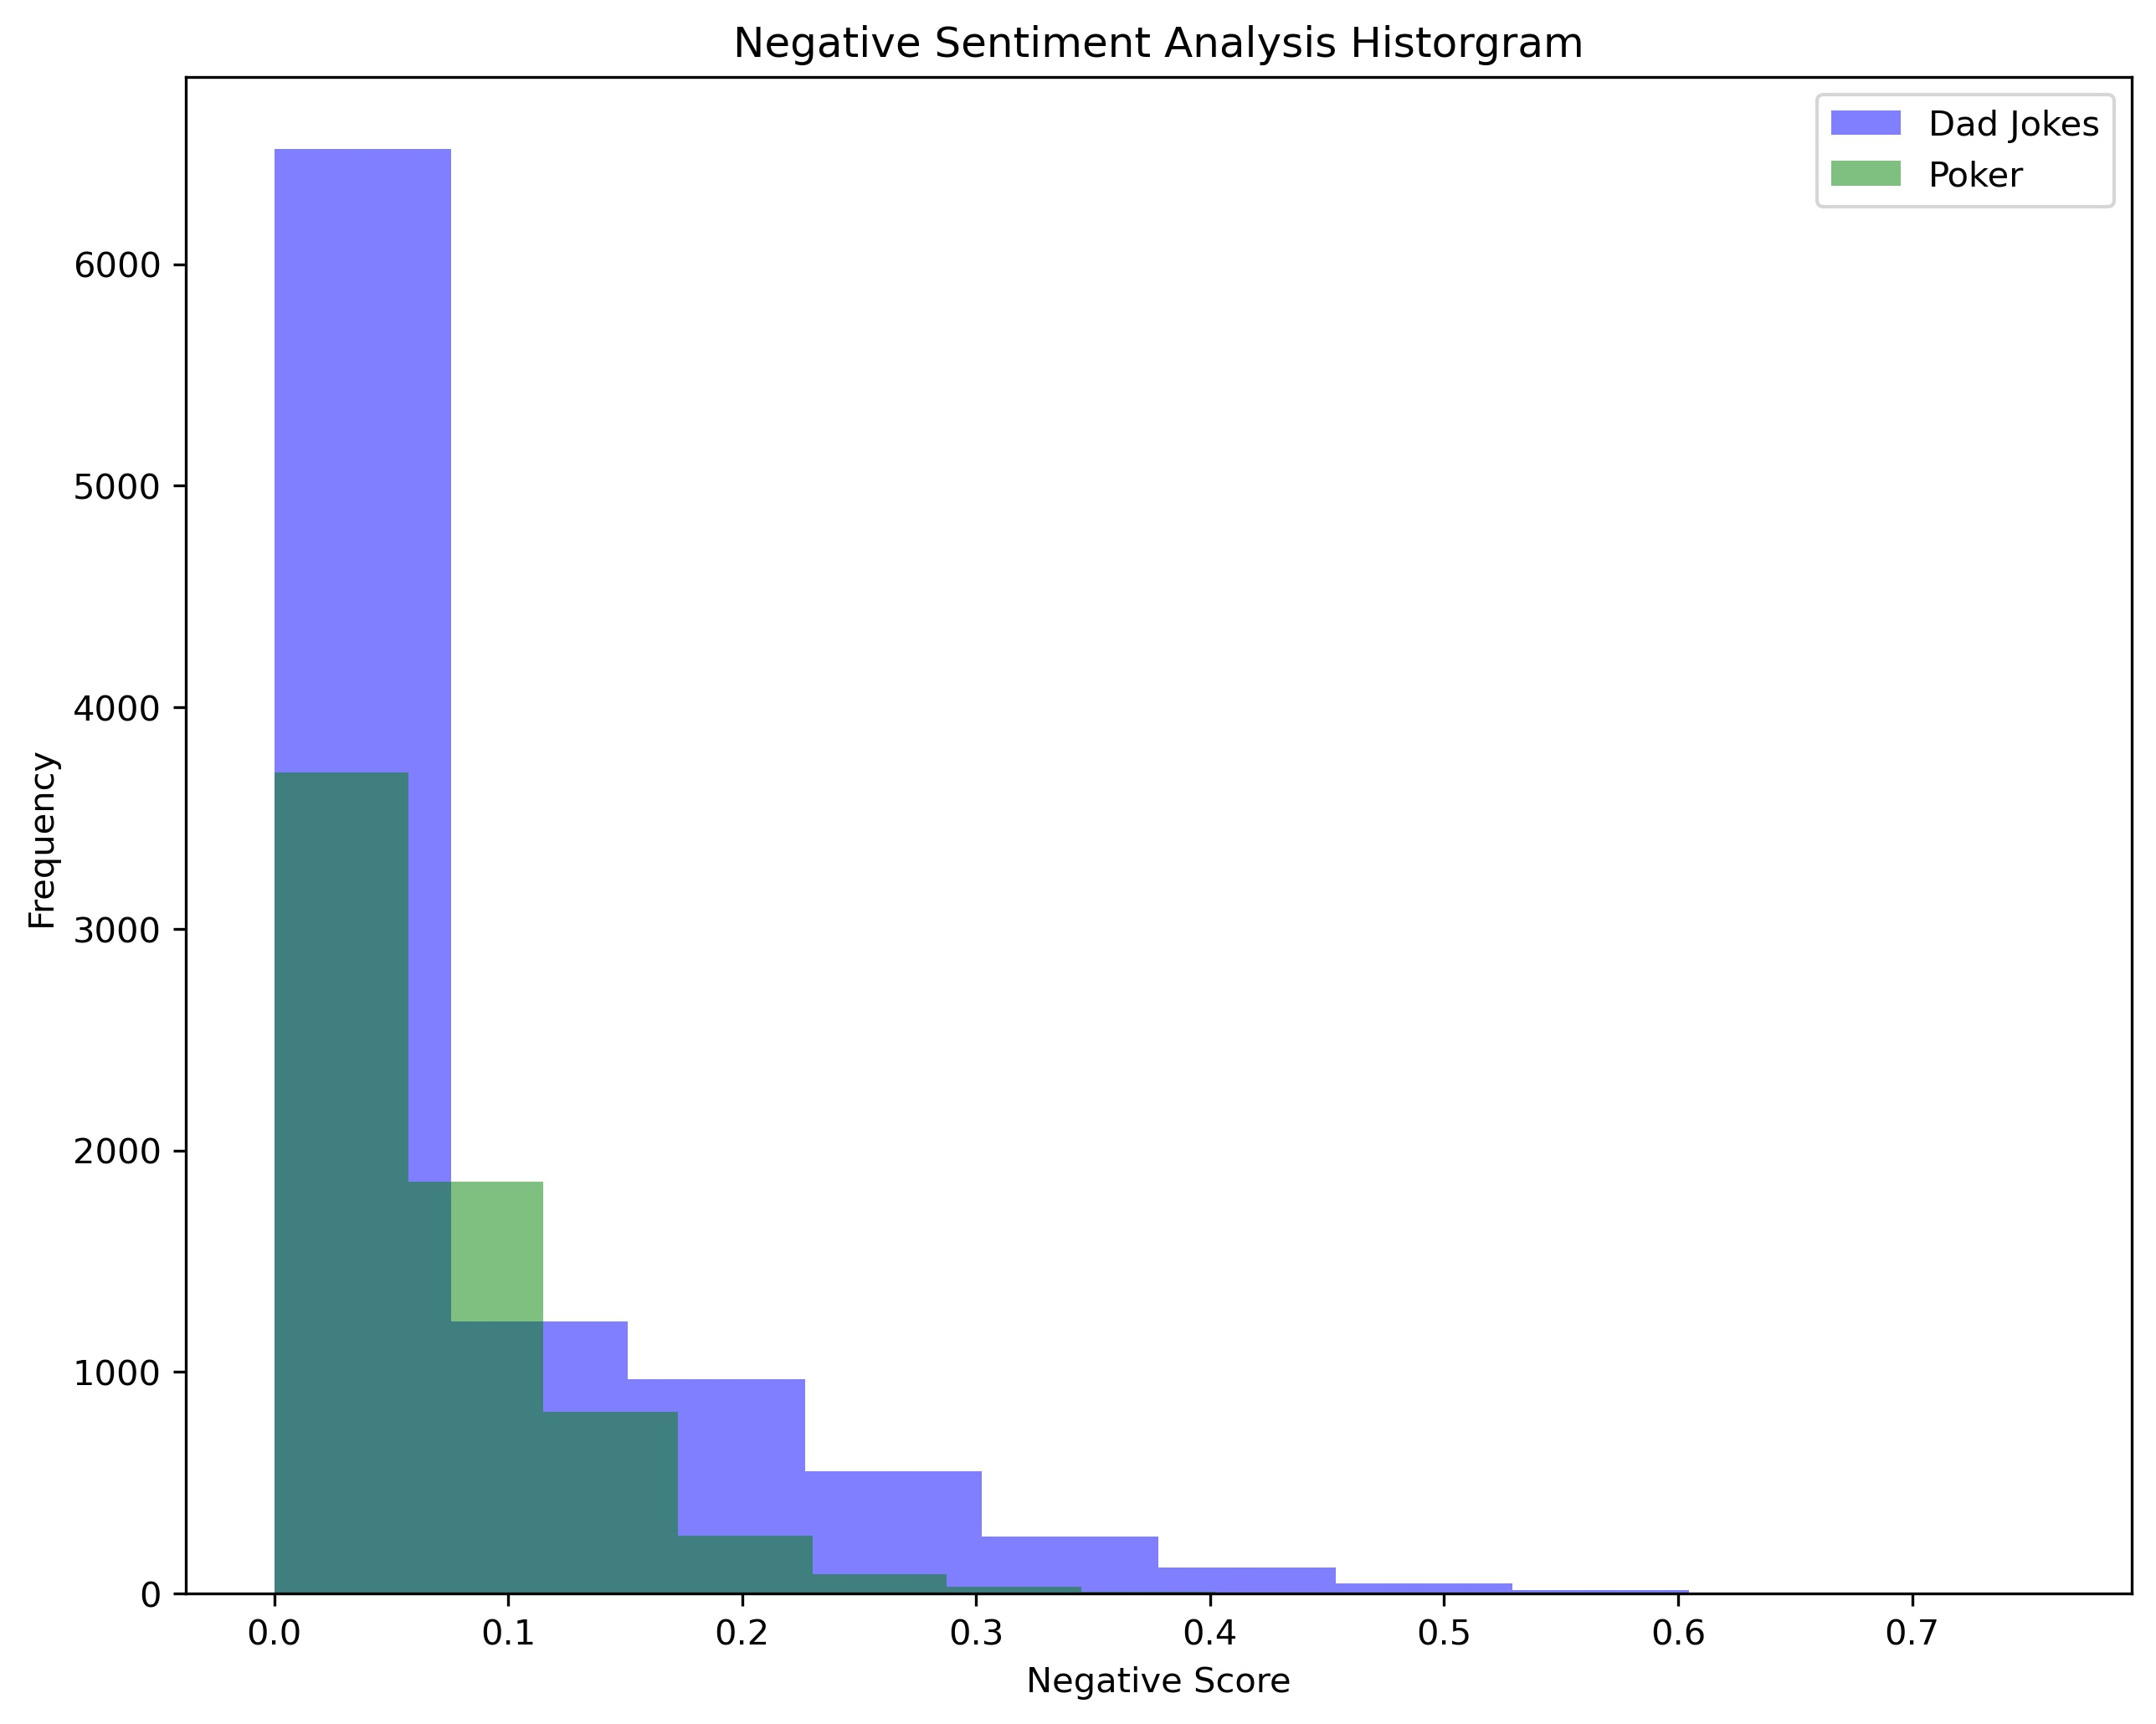 Negative Sentiment Analysis Historgram
Dad Jokes
Poker
Frequency
6000
5000
4000
3000
2000
1000
0
0.0 0.1 0.2 0.3 0.4 0.5 0.6 0.7
Negative Score